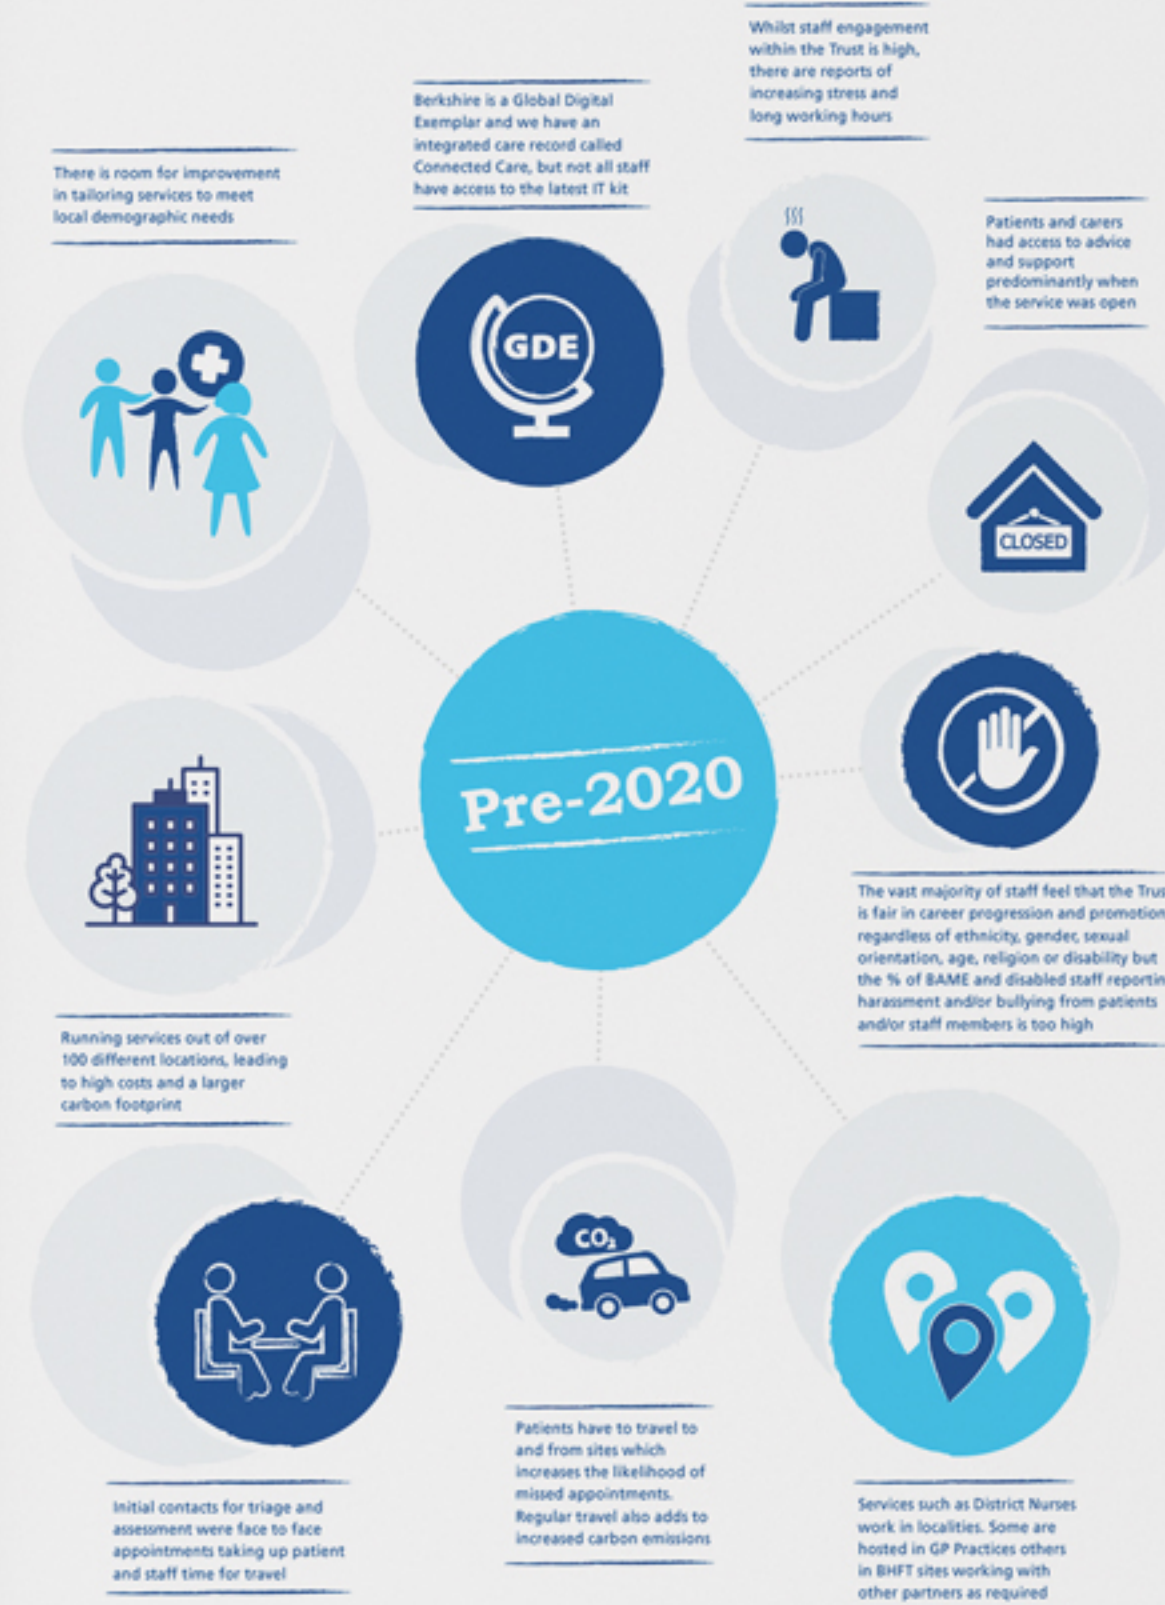 Whilst staff engagement
within the Trust is high,
there are reports of
increasing stress and
long working hours
Berkshire is a Global Digital
Exemplar and we have an
integrated care record called
Connected Care, but not all staff
have access to the latest IT kit
There is room for improvement
in tailoring services to meet
local demographic needs
Patients and carers
had access to advice
and support
predominantly when
the service was open
GDE
CLOSED
Pre-2020
The vast majority of staff feel that the
is fair in career progression and
regardless of ethnicity, gender, sexual
orientation, age, religion or disability but
the % of BAME and disabled staff
harassment and/or bullying from patients
and/or staff members is too high
Running services out of over
100 different locations, leading
to high costs and a larger
carbon footprint
CO₂
Initial contacts for triage and
assessment were face to face
appointments taking up patient
and staff time for travel
Patients have to travel to
and from sites which
increases the likelihood of
missed appointments.
Regular travel also adds to
increased carbon emissions
Services such as District Nurses
work in localities. Some are
hosted in GP Practices others
in BHFT sites working with
other partners as required